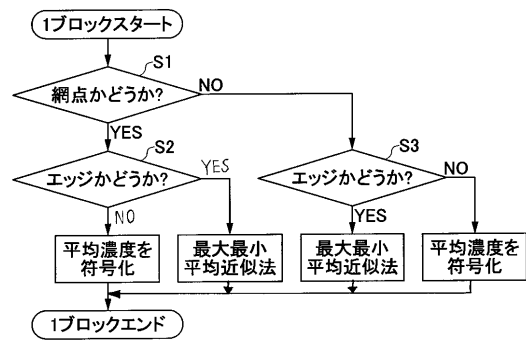 1ブロックスタート
S1
網点かどうか?
NO
YES
S2
エッジかどうか?
YES
S3
エッジかどうか?
NO
NO
YES
平均濃度を
符号化
最大最小
平均近似法
最大最小
平均近似法
平均濃度を
符号化
1ブロックエンド